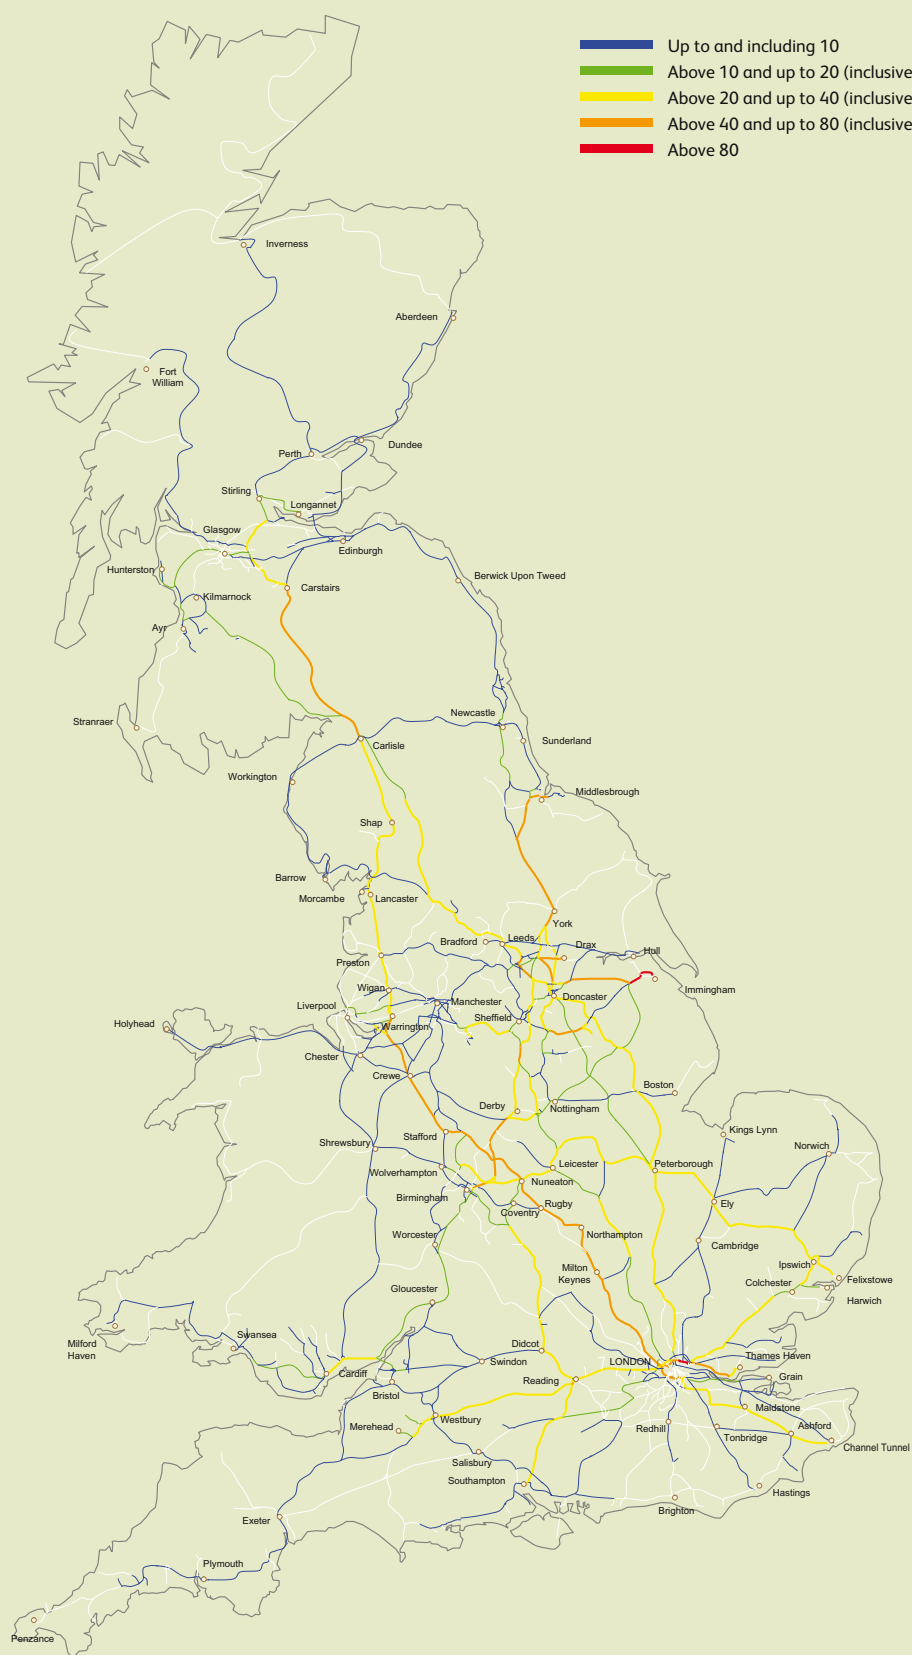 Up to and including 10
Above 10 and up to 20 (inclusive
Above 20 and up to 40 (inclusive
Above 40 and up to 80 (inclusive
Above 80
Inverness
Aberdeen
Fort
William
Dundee
Perth
Stirling
Longannet
Glasgow
Edinburgh
Hunterston
Berwick Upon Tweed
Carstairs
Kilmarnock
Ayr
Stranraer
Newcastle
Sunderland
Carlisle
Workington
Middlesbrough
Shap
Barrow
Morcambe
Lancaster
York
Bradford
Leeds
Drax
Hull
Preston
Wigan
Immingham
Liverpool
Manchester
Doncaster
Holyhead
Warrington
Sheffield
Chester
Crewe
Boston
Derby
Nottingham
Kings Lynn
Stafford
Shrewsbury
Norwich
Wolverhampton
Leicester
Peterborough
Nuneaton
Birmingham
Coventry
Rugby
Ely
Worcester
Northampton
Cambridge
Milton
Keynes
Ipswich
Colchester
Felixstowe
Gloucester
Harwich
Milford
Haven
Swansea
Didcot
Swindon
LONDON
Thames Haven
Cardiff
Reading
Grain
Bristol
Maidstone
Merehead
Westbury
Redhill
Ashford
Tonbridge
Channel Tunnel
Salisbury
Southampton
Hastings
Brighton
Exeter
Plymouth
Penzance